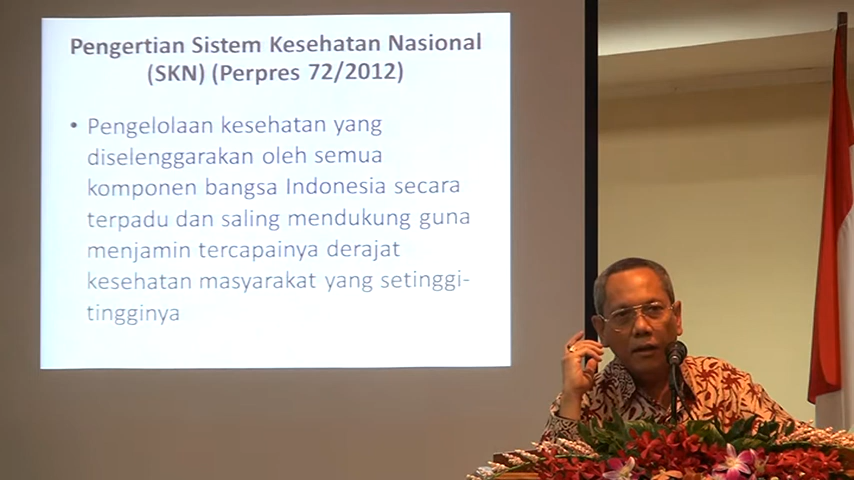 Pengertian Sistem Kesehatan Nasional
(SKN) (Perpres 72/2012)
• Pengelolaan kesehatan yang
diselenggarakan oleh semua
komponen bangsa Indonesia secara
terpadu dan saling mendukung guna
menjamin tercapainya derajat
kesehatan masyarakat yang setinggi-
tingginya